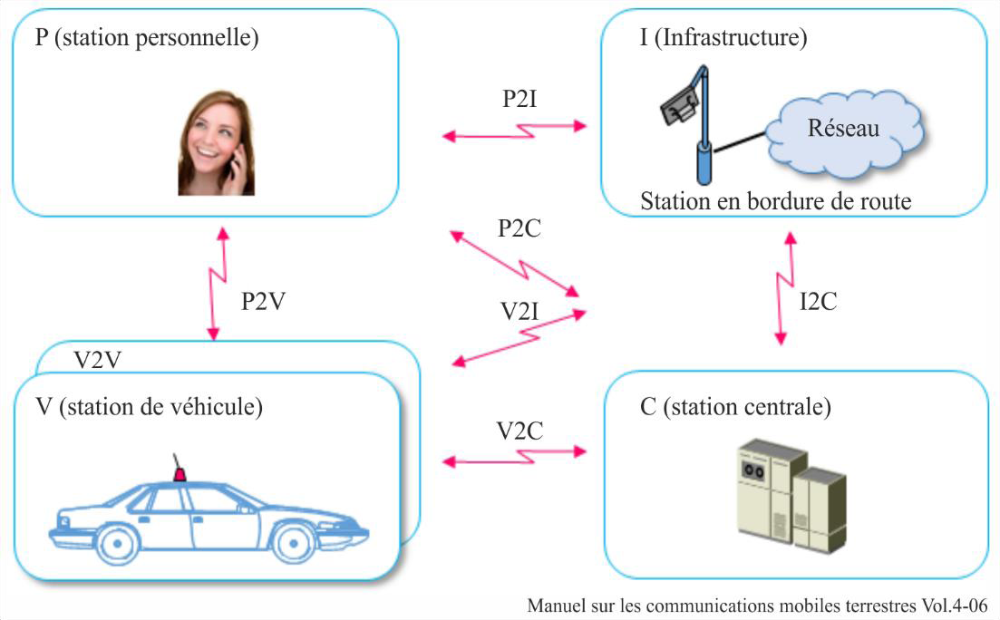 P (station personnelle)
I (Infrastructure)
P2I
Réseau
Station en bordure de route
P2C
P2V
V2I
I2C
V2V
V (station de véhicule)
V2C
C (station centrale)
Manuel sur les communications mobiles terrestres Vol.4-06